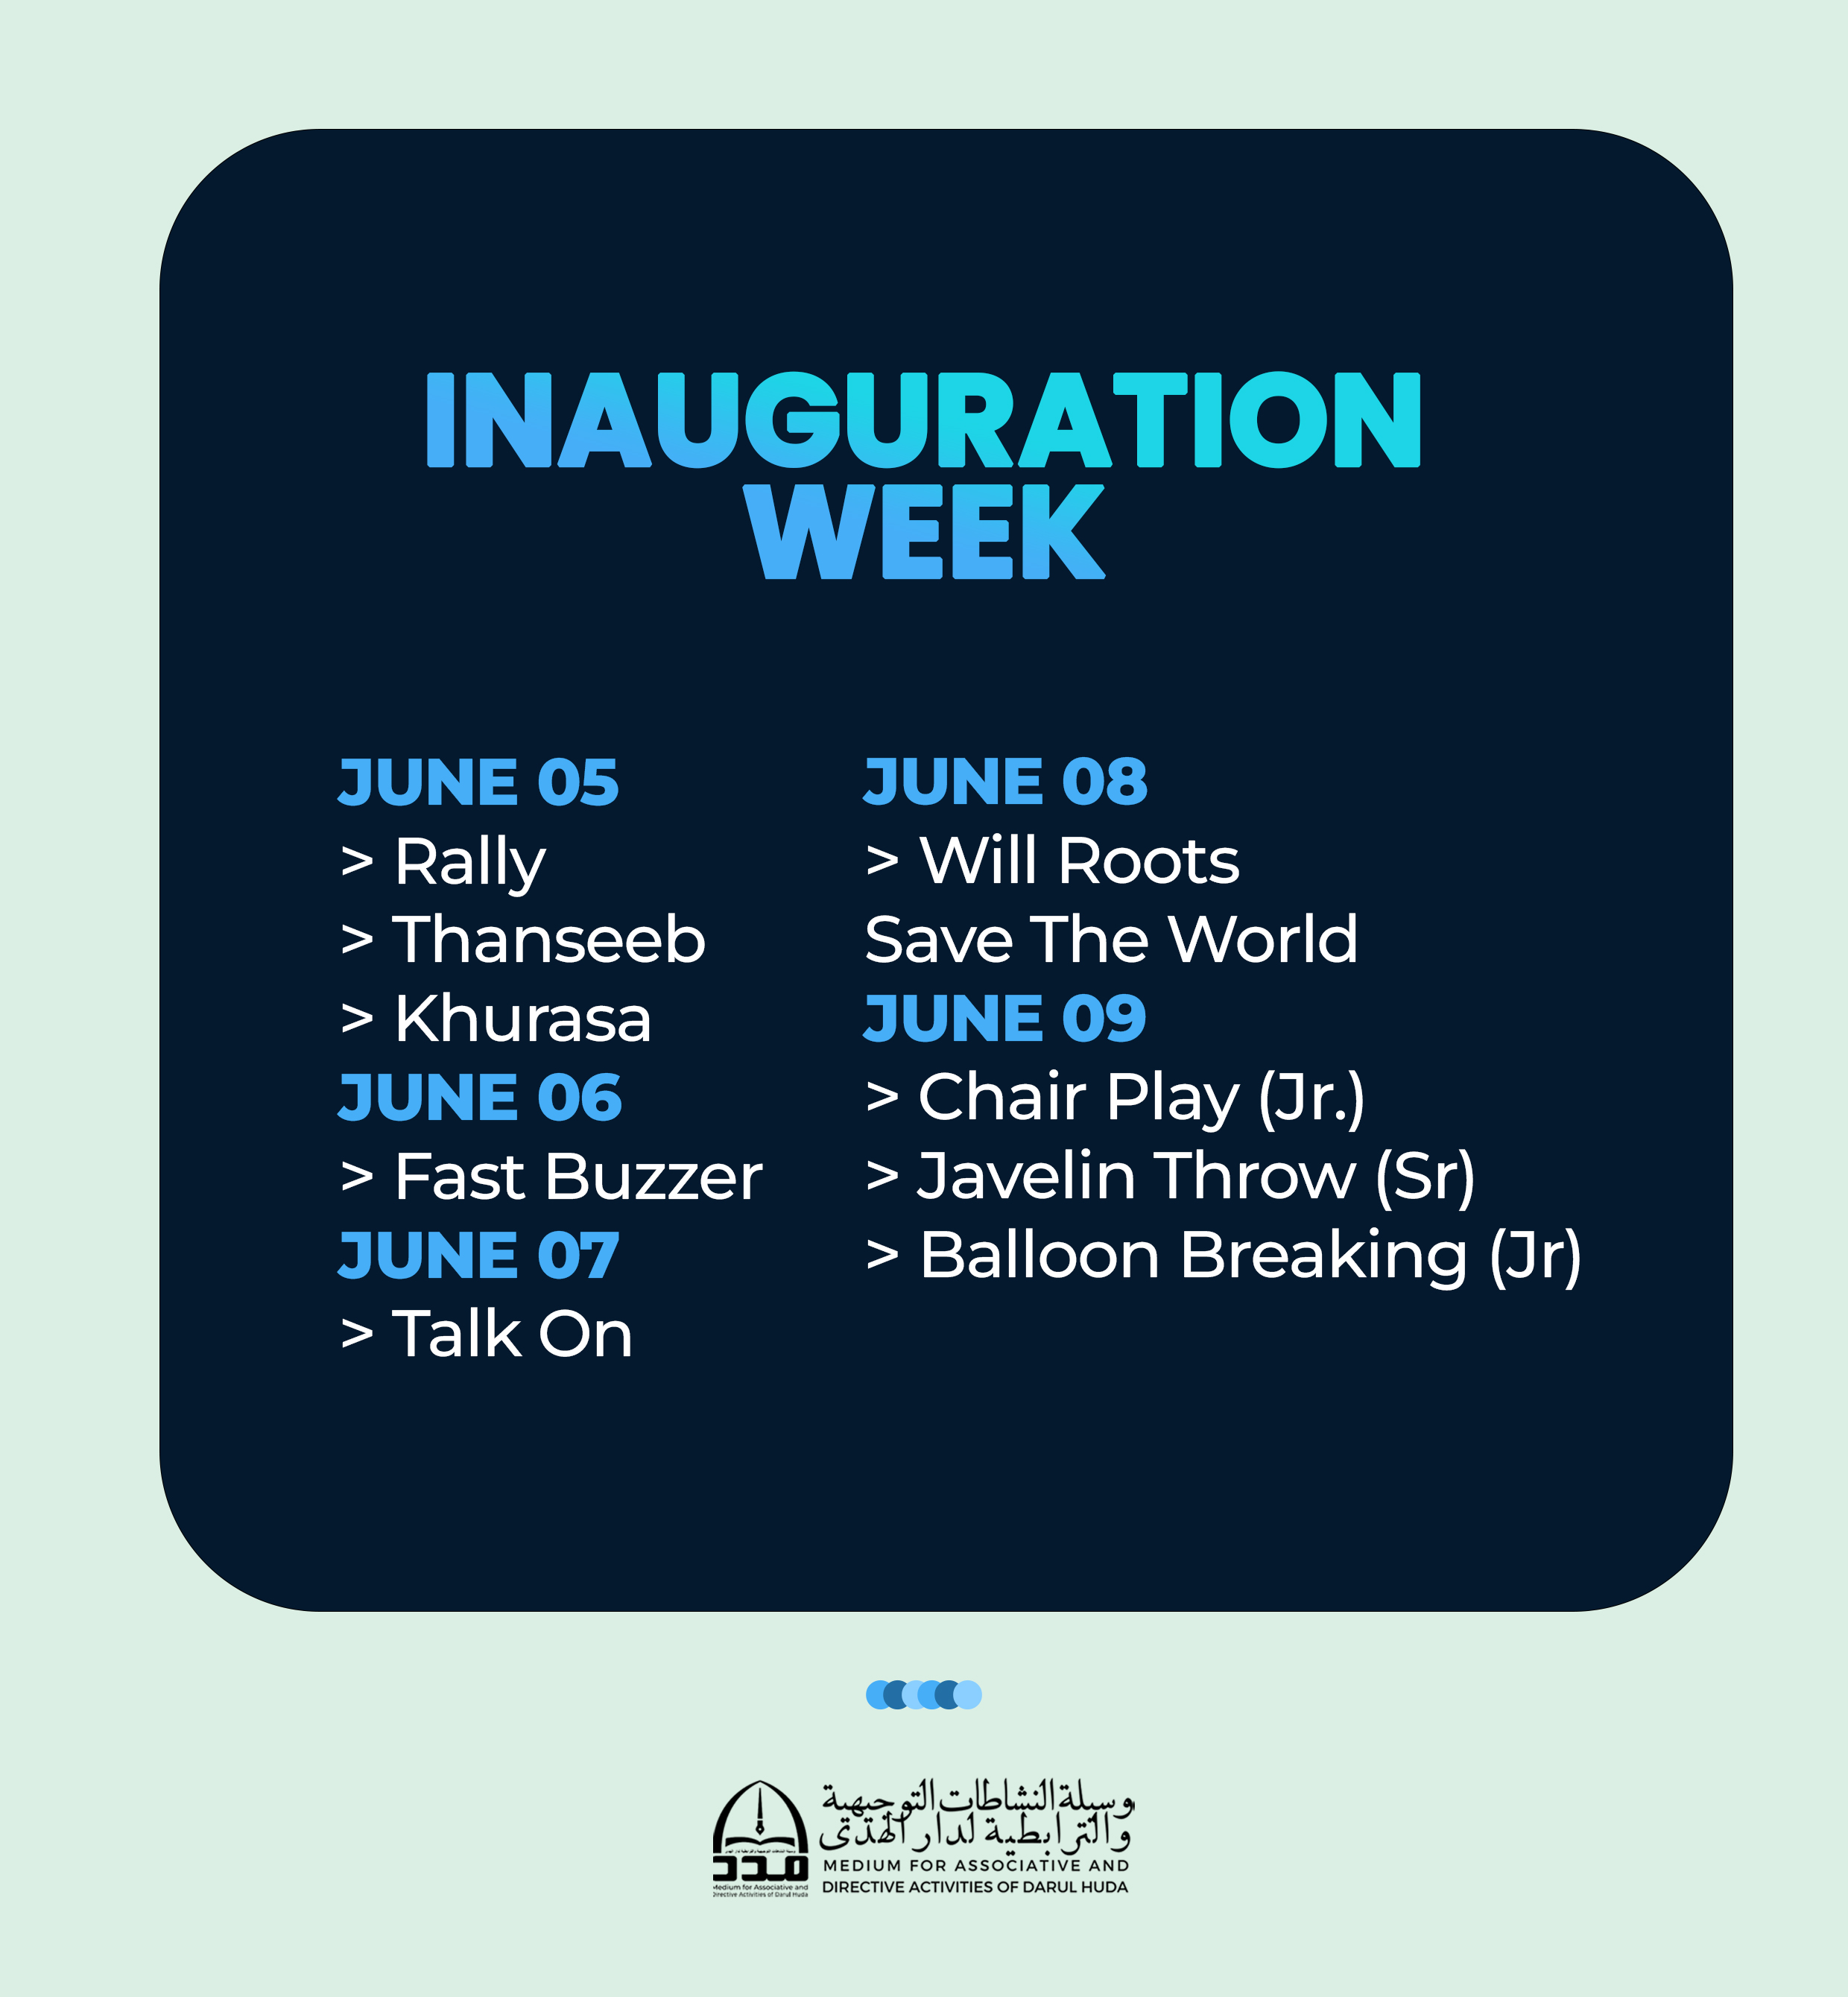 INAUGURATION
WEEK
JUNE 05
> Rally
> Thanseeb
> Khurasa
JUNE 06
> Fast Buzzer
JUNE 07
> Talk On
JUNE 08
> Will Roots
Save The World
JUNE 09
> Chair Play (Jr.)
> Javelin Throw (Sr)
> Balloon Breaking (Jr)
وسيلة النشاطات التوجيهية
والترابطية لدار الهدى
MEDIUM FOR ASSOCIATIVE AND
DIRECTIVE ACTIVITIES OF DARUL HUDA
مدد
Medium for Associative and
Directive Activities of Darul Huda